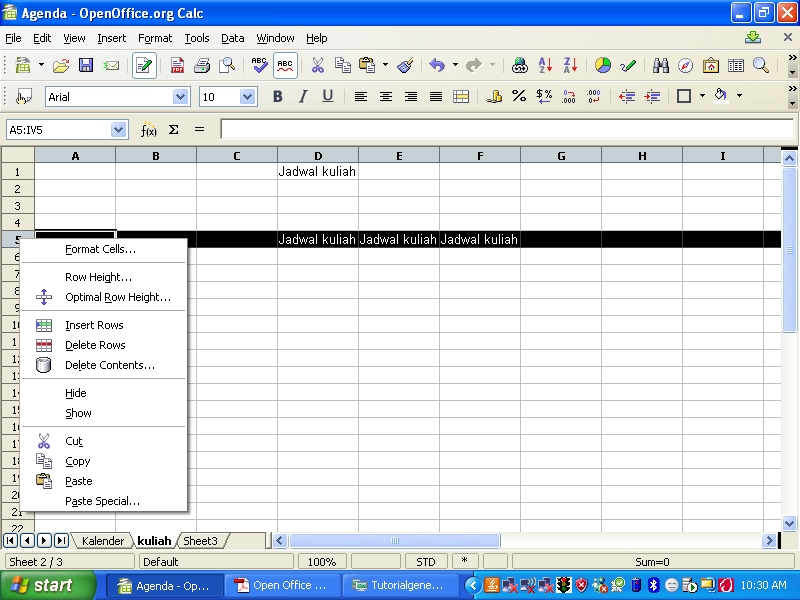 Agenda - OpenOffice.org Calc
File Edit View Insert Format Tools Data Window Help
ABC ABC
Arial 10 B I U
A5:IV5 f(x) Σ =
A B C D E F G H I
1 Jadwal kuliah
2
3
4
5 Jadwal kuliah Jadwal kuliah Jadwal kuliah
Format Cells...
Row Height...
Optimal Row Height...
Insert Rows
Delete Rows
Delete Contents...
Hide
Show
Cut
Copy
Paste
Paste Special...
22
Kalender kuliah Sheet3
Sheet 2 / 3 Default 100% STD * Sum=0
start Agenda - Op... Open Office ... Tutorialgene... 10:30 AM